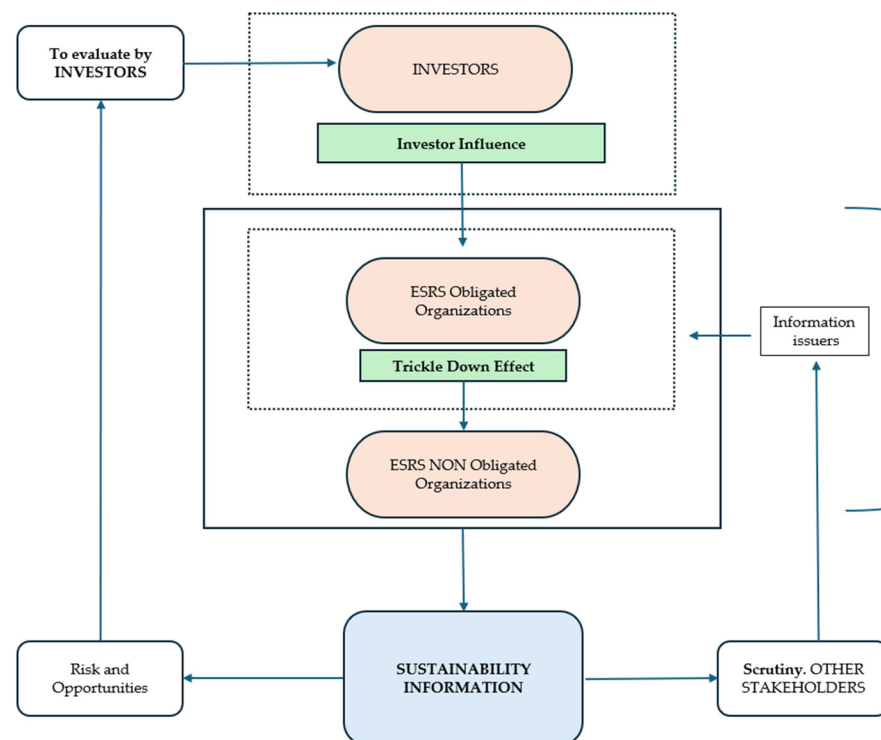 To evaluate by
INVESTORS
INVESTORS
Investor Influence
ESRS Obligated
Organizations
Trickle Down Effect
Information
issuers
ESRS NON Obligated
Organizations
Risk and
Opportunities
SUSTAINABILITY
INFORMATION
Scrutiny. OTHER
STAKEHOLDERS